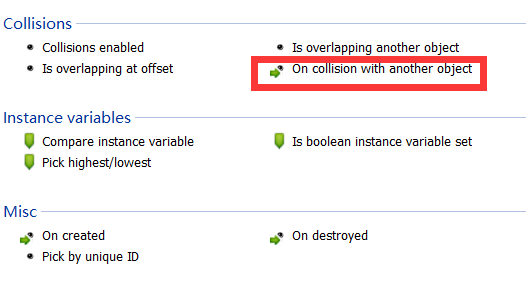 Collisions
Collisions enabled
Is overlapping another object
Is overlapping at offset
On collision with another object
Instance variables
Compare instance variable
Is boolean instance variable set
Pick highest/lowest
Misc
On created
On destroyed
Pick by unique ID